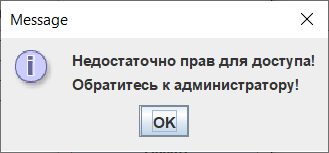 Message
Недостаточно прав для доступа!
Обратитесь к администратору!
OK